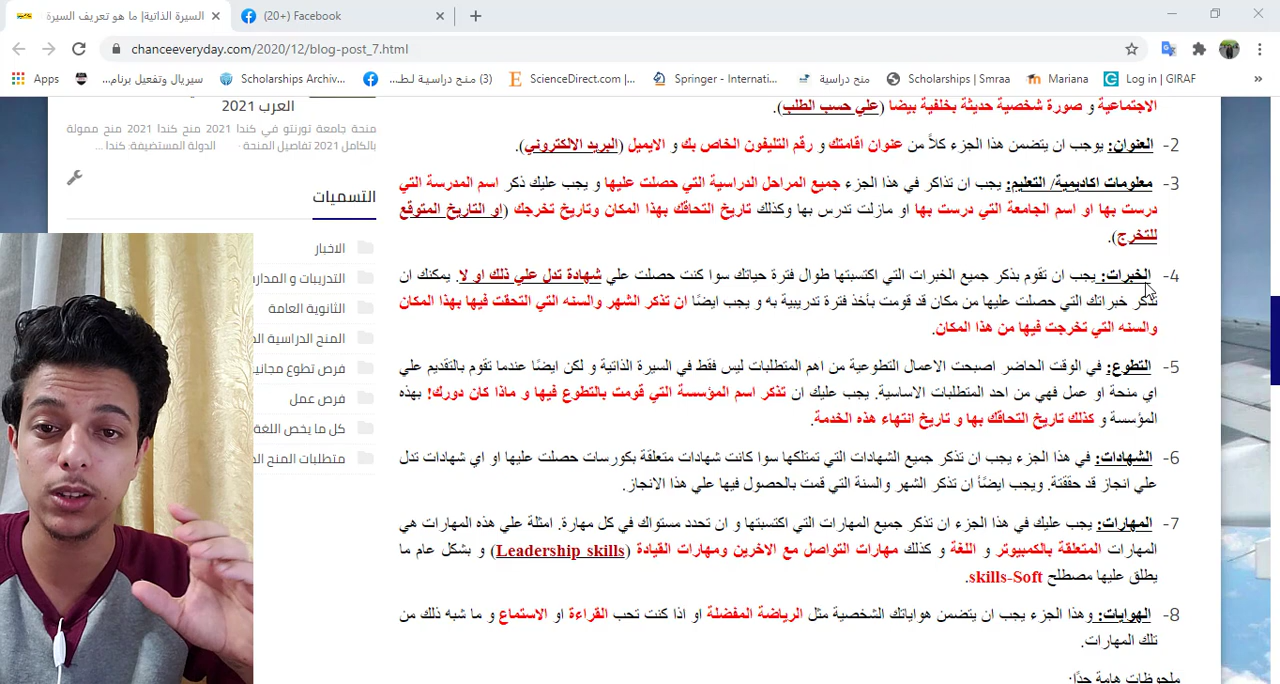 السيرة الذاتية| ما هو تعريف السيرة
(20+) Facebook
chanceeveryday.com/2020/12/blog-post_7.html
Apps
سيريال وتفعيل برنام...
Scholarships Archiv...
(3) منح دراسية لـطـ...
ScienceDirect.com |...
Springer - Internati...
منح دراسية
Scholarships | Smraa
Mariana
Log in | GIRAF
»
العرب 2021
منحة جامعة تورنتو في كندا 2021 منح كندا 2021 منح ممولة
بالكامل 2021 تفاصيل المنحة · الدولة المستضيفة: كندا ...
التسميات
الاخبار
التدريبات و المدار
الثانوية العامة
المنح الدراسية الد
فرص تطوع مجانية
فرص عمل
كل ما يخص اللغة
متطلبات المنح الد
الاجتماعية و صورة شخصية حديثة بخلفية بيضا (علي حسب الطلب).
2- العنوان: يوجب ان يتضمن هذا الجزء كلاً من عنوان اقامتك و رقم التليفون الخاص بك و الايميل (البريد الالكتروني).
3- معلومات اكاديمية/ التعليم: يجب ان تذاكر في هذا الجزء جميع المراحل الدراسية التي حصلت عليها و يجب عليك ذكر اسم المدرسة التي
درست بها او اسم الجامعة التي درست بها او مازلت تدرس بها وكذلك تاريخ التحاقك بهذا المكان وتاريخ تخرجك (او التاريخ المتوقع
للتخرج).
4- الخبرات: يجب ان تقوم بذكر جميع الخبرات التي اكتسبتها طوال فترة حياتك سوا كنت حصلت علي شهادة تدل علي ذلك او لا. يمكنك ان
تذكر خبراتك التي حصلت عليها من مكان قد قومت بأخذ فترة تدريبية به و يجب ايضًا ان تذكر الشهر والسنه التي التحقت فيها بهذا المكان
والسنه التي تخرجت فيها من هذا المكان.
5- التطوع: في الوقت الحاضر اصبحت الاعمال التطوعية من اهم المتطلبات ليس فقط في السيرة الذاتية و لكن ايضًا عندما تقوم بالتقديم علي
اي منحة او عمل فهي من احد المتطلبات الاساسية. يجب عليك ان تذكر اسم المؤسسة التي قومت بالتطوع فيها و ماذا كان دورك! بهذه
المؤسسة و كذلك تاريخ التحاقك بها و تاريخ انتهاء هذه الخدمة.
6- الشهادات: في هذا الجزء يجب ان تذكر جميع الشهادات التي تمتلكها سوا كانت شهادات متعلقة بكورسات حصلت عليها او اي شهادات تدل
علي انجاز قد حققتة. ويجب ايضًأ ان تذكر الشهر والسنة التي قمت بالحصول فيها علي هذا الانجاز.
7- المهارات: يجب عليك في هذا الجزء ان تذكر جميع المهارات التي اكتسبتها و ان تحدد مستواك في كل مهارة. امثلة علي هذه المهارات هي
المهارات المتعلقة بالكمبيوتر و اللغة و كذلك مهارات التواصل مع الاخرين ومهارات القيادة (Leadership skills) و بشكل عام ما
يطلق عليها مصطلح skills-Soft.
8- الهوايات: وهذا الجزء يجب ان يتضمن هواياتك الشخصية مثل الرياضة المفضلة او اذا كنت تحب القراءة او الاستماع و ما شبه ذلك من
تلك المهارات.
ملحوظات هامة جدًا: